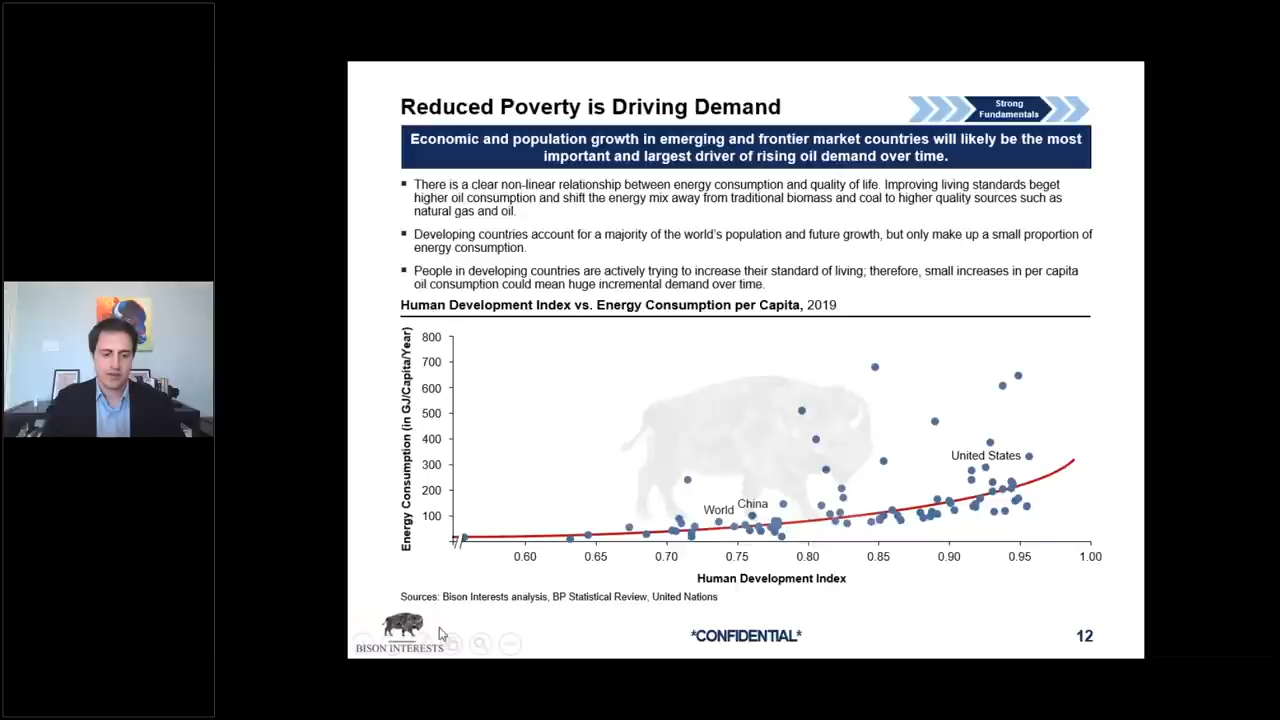 Reduced Poverty is Driving Demand
Strong
Fundamentals
Economic and population growth in emerging and frontier market countries will likely be the most
important and largest driver of rising oil demand over time.
▪ There is a clear non-linear relationship between energy consumption and quality of life. Improving living standards beget
higher oil consumption and shift the energy mix away from traditional biomass and coal to higher quality sources such as
natural gas and oil.
▪ Developing countries account for a majority of the world's population and future growth, but only make up a small proportion of
energy consumption.
▪ People in developing countries are actively trying to increase their standard of living; therefore, small increases in per capita
oil consumption could mean huge incremental demand over time.
Human Development Index vs. Energy Consumption per Capita, 2019
Energy Consumption (in GJ/Capita/Year)
800
700
600
500
400
300
200
100
United States
China
World
0.60 0.65 0.70 0.75 0.80 0.85 0.90 0.95 1.00
Human Development Index
Sources: Bison Interests analysis, BP Statistical Review, United Nations
BISON INTERESTS
*CONFIDENTIAL*
12